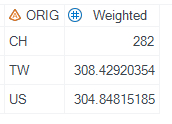 ORIG Weighted
CH 282
TW 308.42920354
US 304.84815185